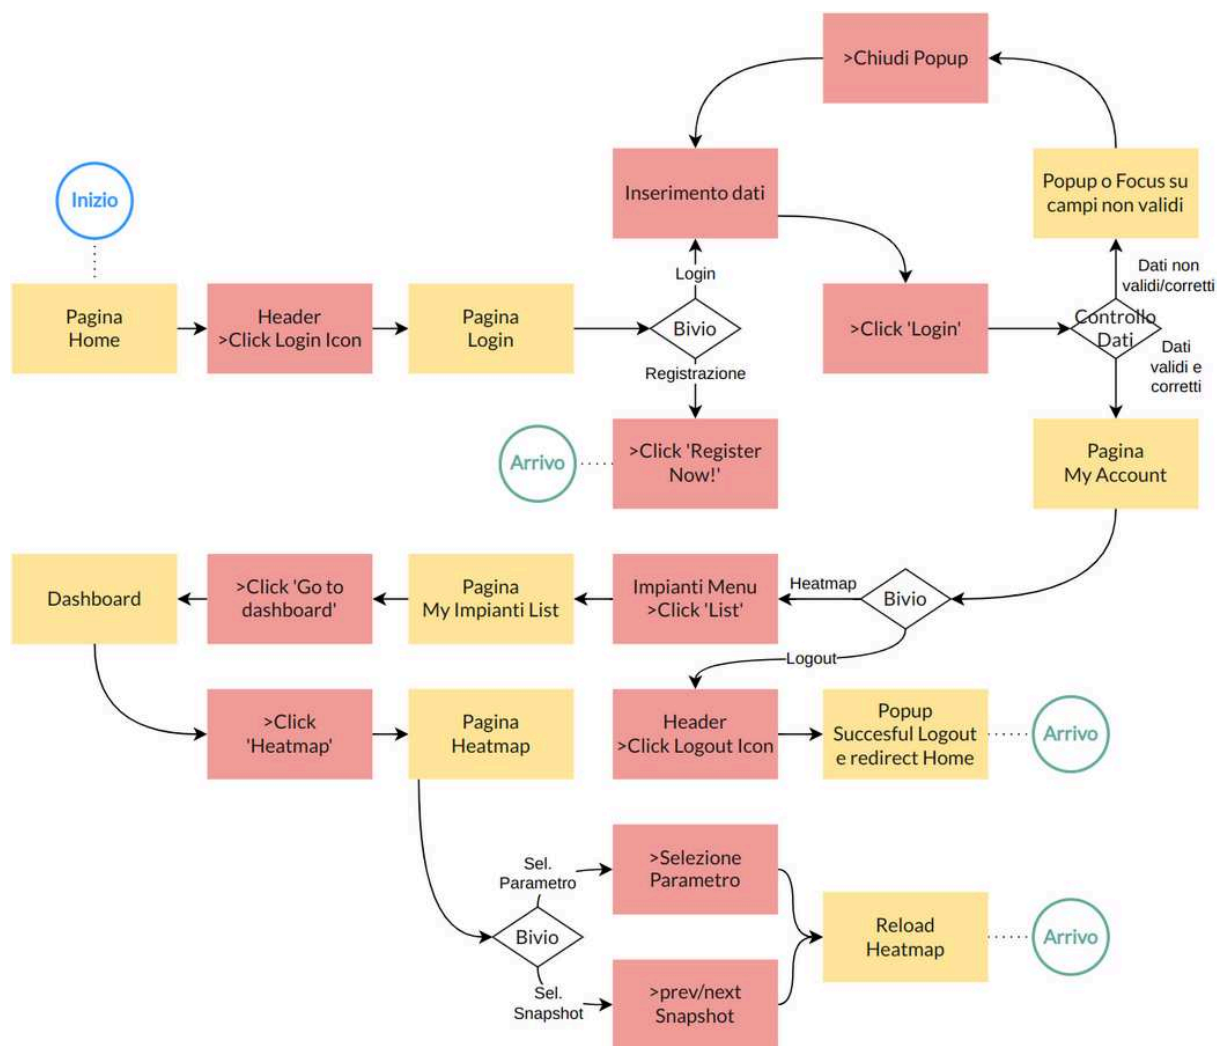 >Chiudi Popup
Inizio
Inserimento dati
Popup o Focus su
campi non validi
Login
Dati non
validi/corretti
Pagina
Home
Header
>Click Login Icon
Pagina
Login
Bivio
>Click 'Login'
Controllo
Dati
Dati
validi e
corretti
Registrazione
Arrivo
>Click 'Register
Now!'
Pagina
My Account
Dashboard
>Click 'Go to
dashboard'
Pagina
My Impianti List
Impianti Menu
>Click 'List'
Heatmap
Bivio
Logout
>Click
'Heatmap'
Pagina
Heatmap
Header
>Click Logout Icon
Popup
Succesful Logout
e redirect Home
Arrivo
Sel.
Parametro
>Selezione
Parametro
Bivio
Reload
Heatmap
Arrivo
Sel.
Snapshot
>prev/next
Snapshot